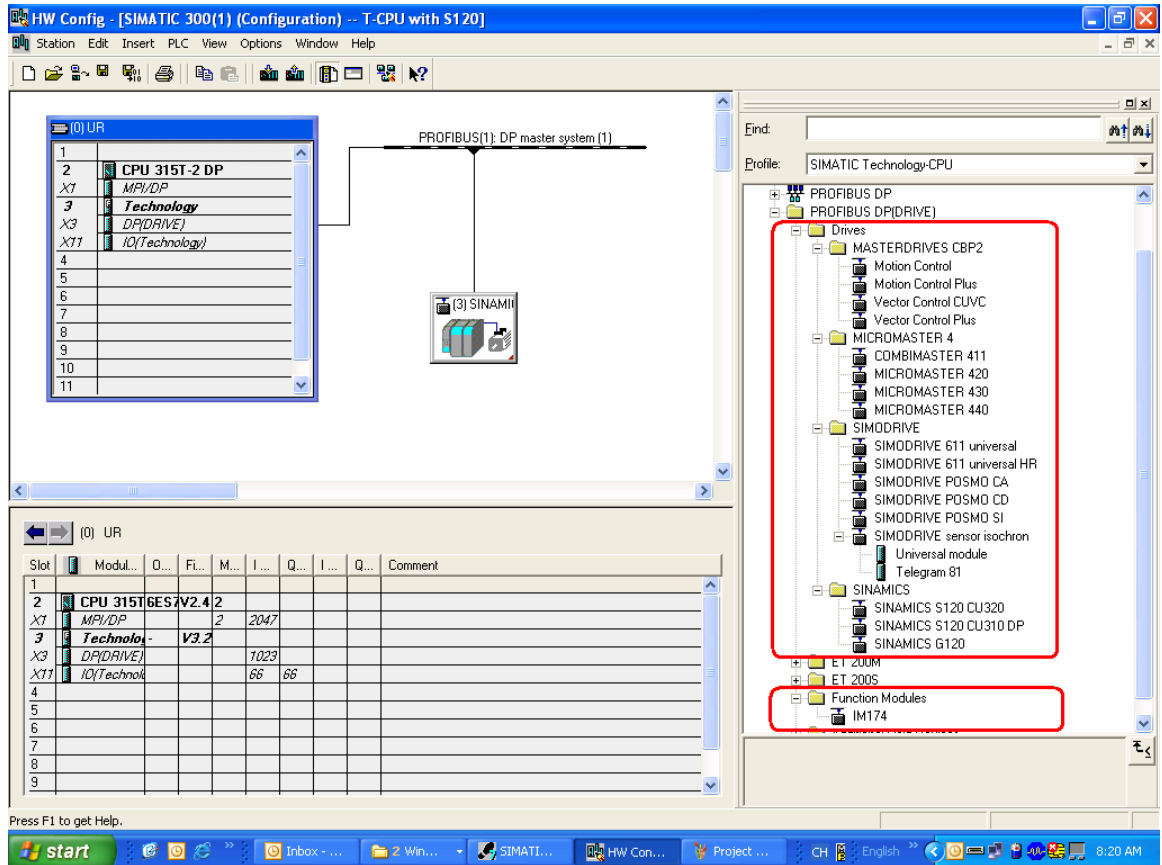 HW Config - [SIMATIC 300(1) (Configuration) -- T-CPU with S120]
Station Edit Insert PLC View Options Window Help
(0) UR
1
2 CPU 315T-2 DP
X1 MPI/DP
3 Technology
X3 DP(DRIVE)
X11 IO(Technology)
4
5
6
7
8
9
10
11
PROFIBUS(1): DP master system (1)
(3) SINAMI
Find:
Profile: SIMATIC Technology-CPU
PROFIBUS DP
PROFIBUS DP(DRIVE)
Drives
MASTERDRIVES CBP2
Motion Control
Motion Control Plus
Vector Control CUVC
Vector Control Plus
MICROMASTER 4
COMBIMASTER 411
MICROMASTER 420
MICROMASTER 430
MICROMASTER 440
SIMODRIVE
SIMODRIVE 611 universal
SIMODRIVE 611 universal HR
SIMODRIVE POSMO CA
SIMODRIVE POSMO CD
SIMODRIVE POSMO SI
SIMODRIVE sensor isochron
Universal module
Telegram 81
SINAMICS
SINAMICS S120 CU320
SINAMICS S120 CU310 DP
SINAMICS G120
ET 200M
ET 200S
Function Modules
IM174
(0) UR
Slot Modul... O... Fi... M... I ... Q... I ... Q... Comment
1
2 CPU 315T 6ES7 V2.4 2
X1 MPI/DP 2 2047
3 Technolog - V3.2
X3 DP(DRIVE) 1023
X11 IO(Technol 66 66
4
5
6
7
8
9
Press F1 to get Help.
start Inbox - ... 2 Win... SIMATI... HW Con... Project ... CH English 8:20 AM